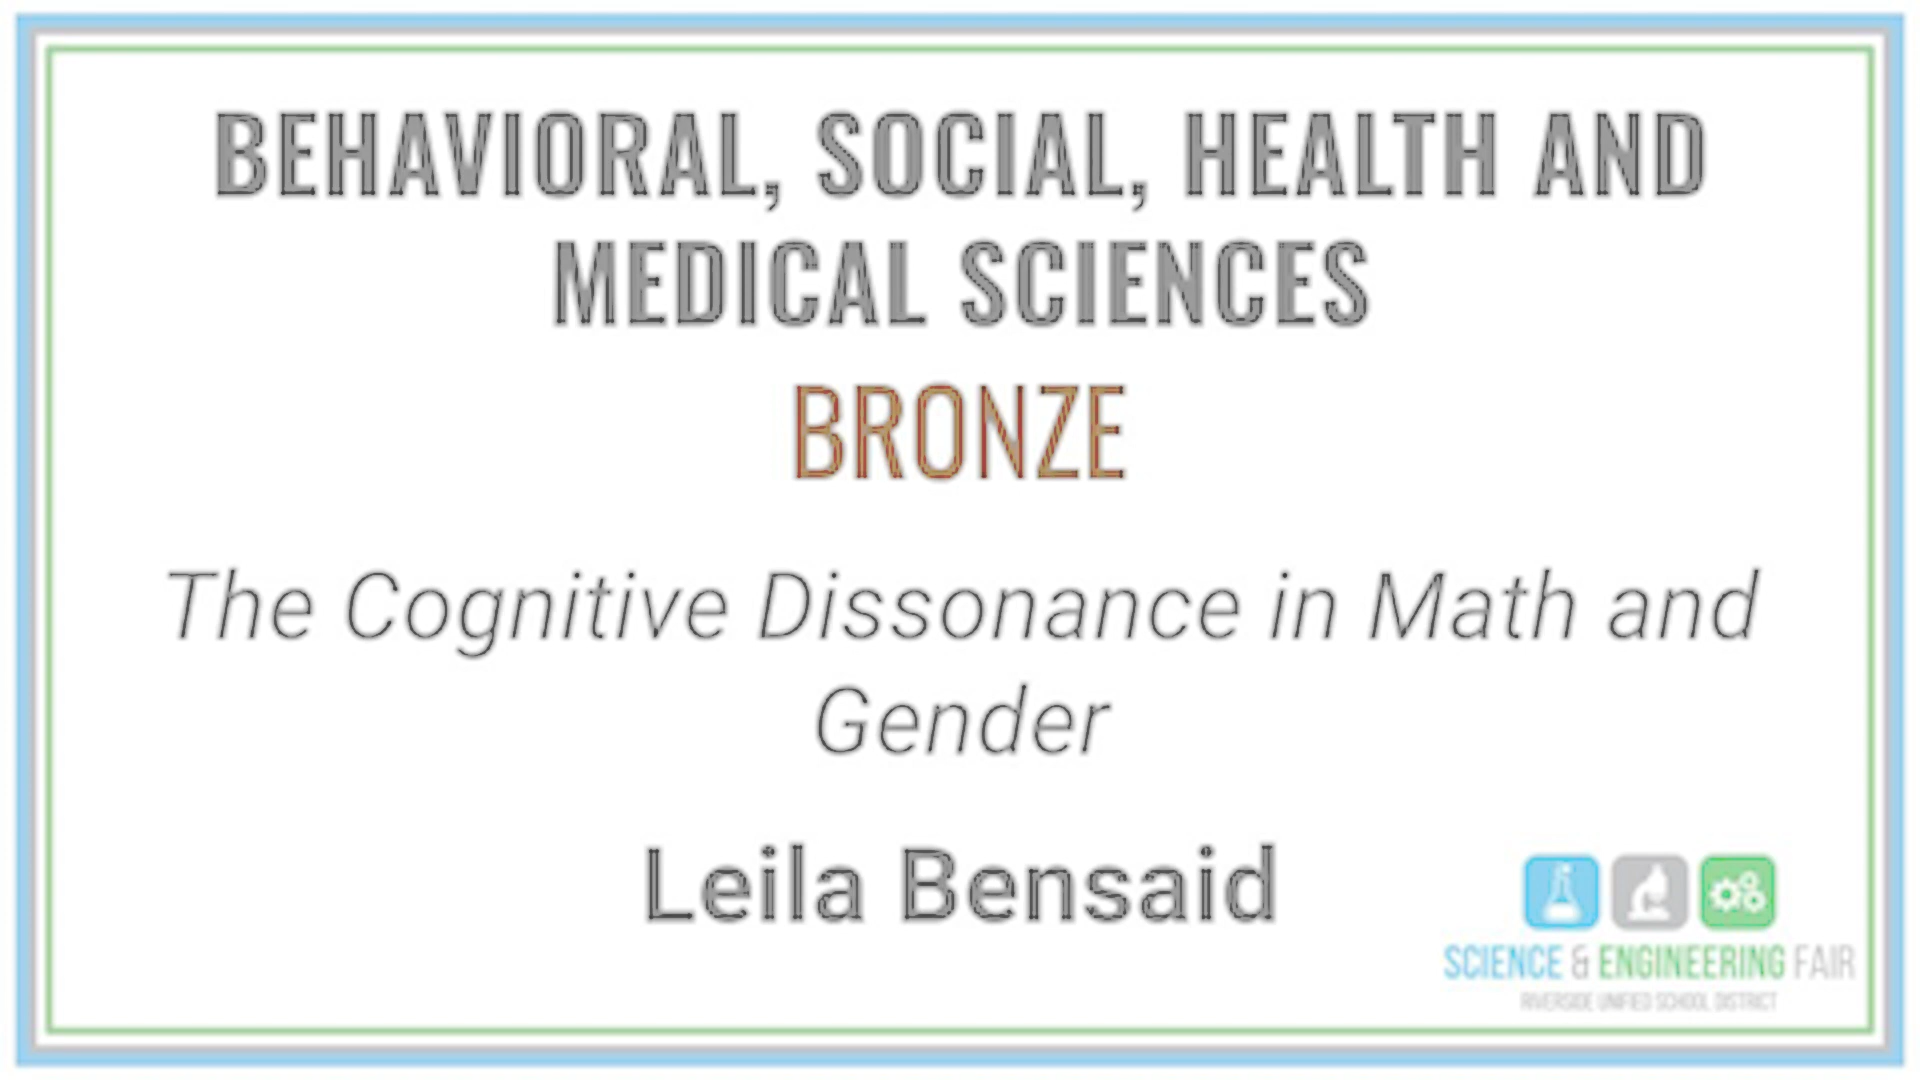 BEHAVIORAL, SOCIAL, HEALTH AND
MEDICAL SCIENCES
BRONZE
The Cognitive Dissonance in Math and
Gender
Leila Bensaid
SCIENCE & ENGINEERING FAIR
RIVERSIDE UNIFIED SCHOOL DISTRICT